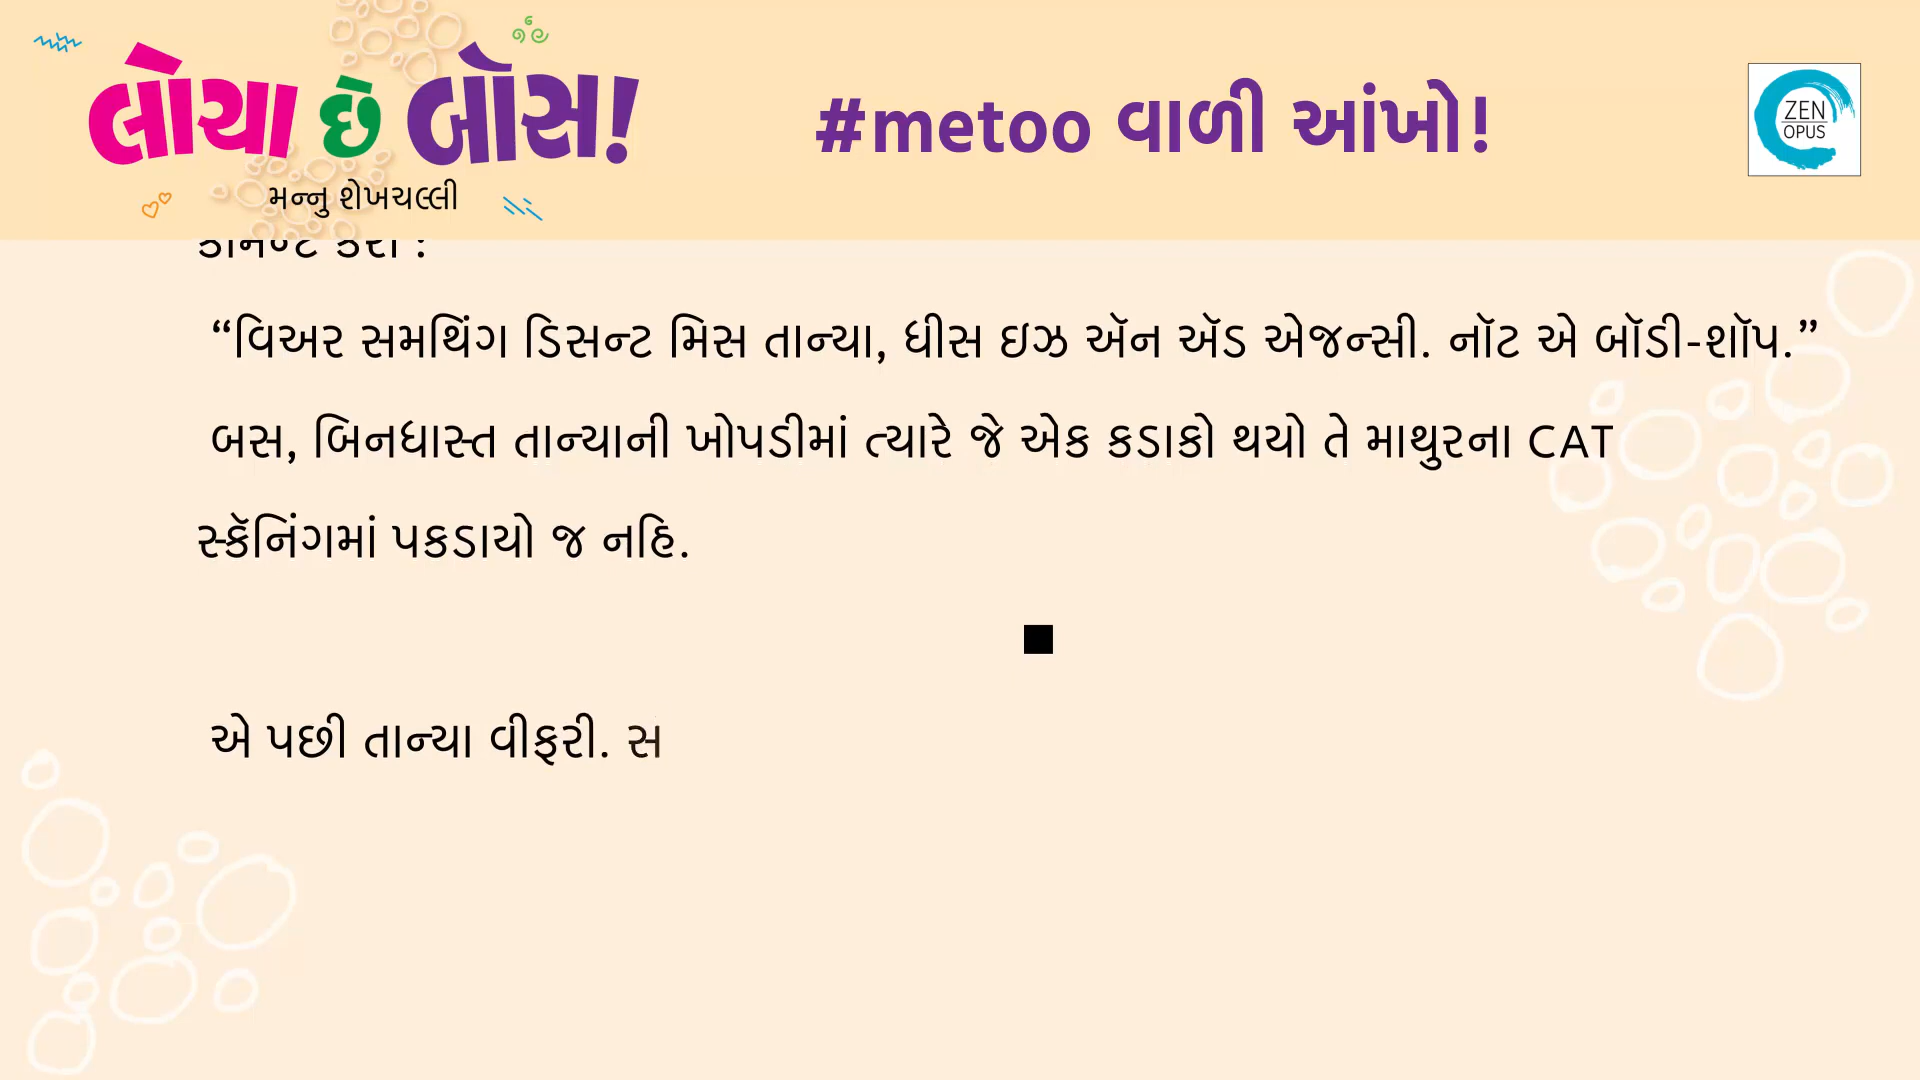 લોચા છે બોસ!
મન્નુ શેખચલ્લી
#metoo વાળી આંખો!
ZEN
OPUS
“વિઅર સમથિંગ ડિસન્ટ મિસ તાન્યા, ધીસ ઇઝ ઍન ઍડ એજન્સી. નૉટ એ બૉડી-શૉપ.”
બસ, બિનધાસ્ત તાન્યાની ખોપડીમાં ત્યારે જે એક કડાકો થયો તે માથુરના CAT
સ્કૅનિંગમાં પકડાયો જ નહિ.
એ પછી તાન્યા વીફરી. સ